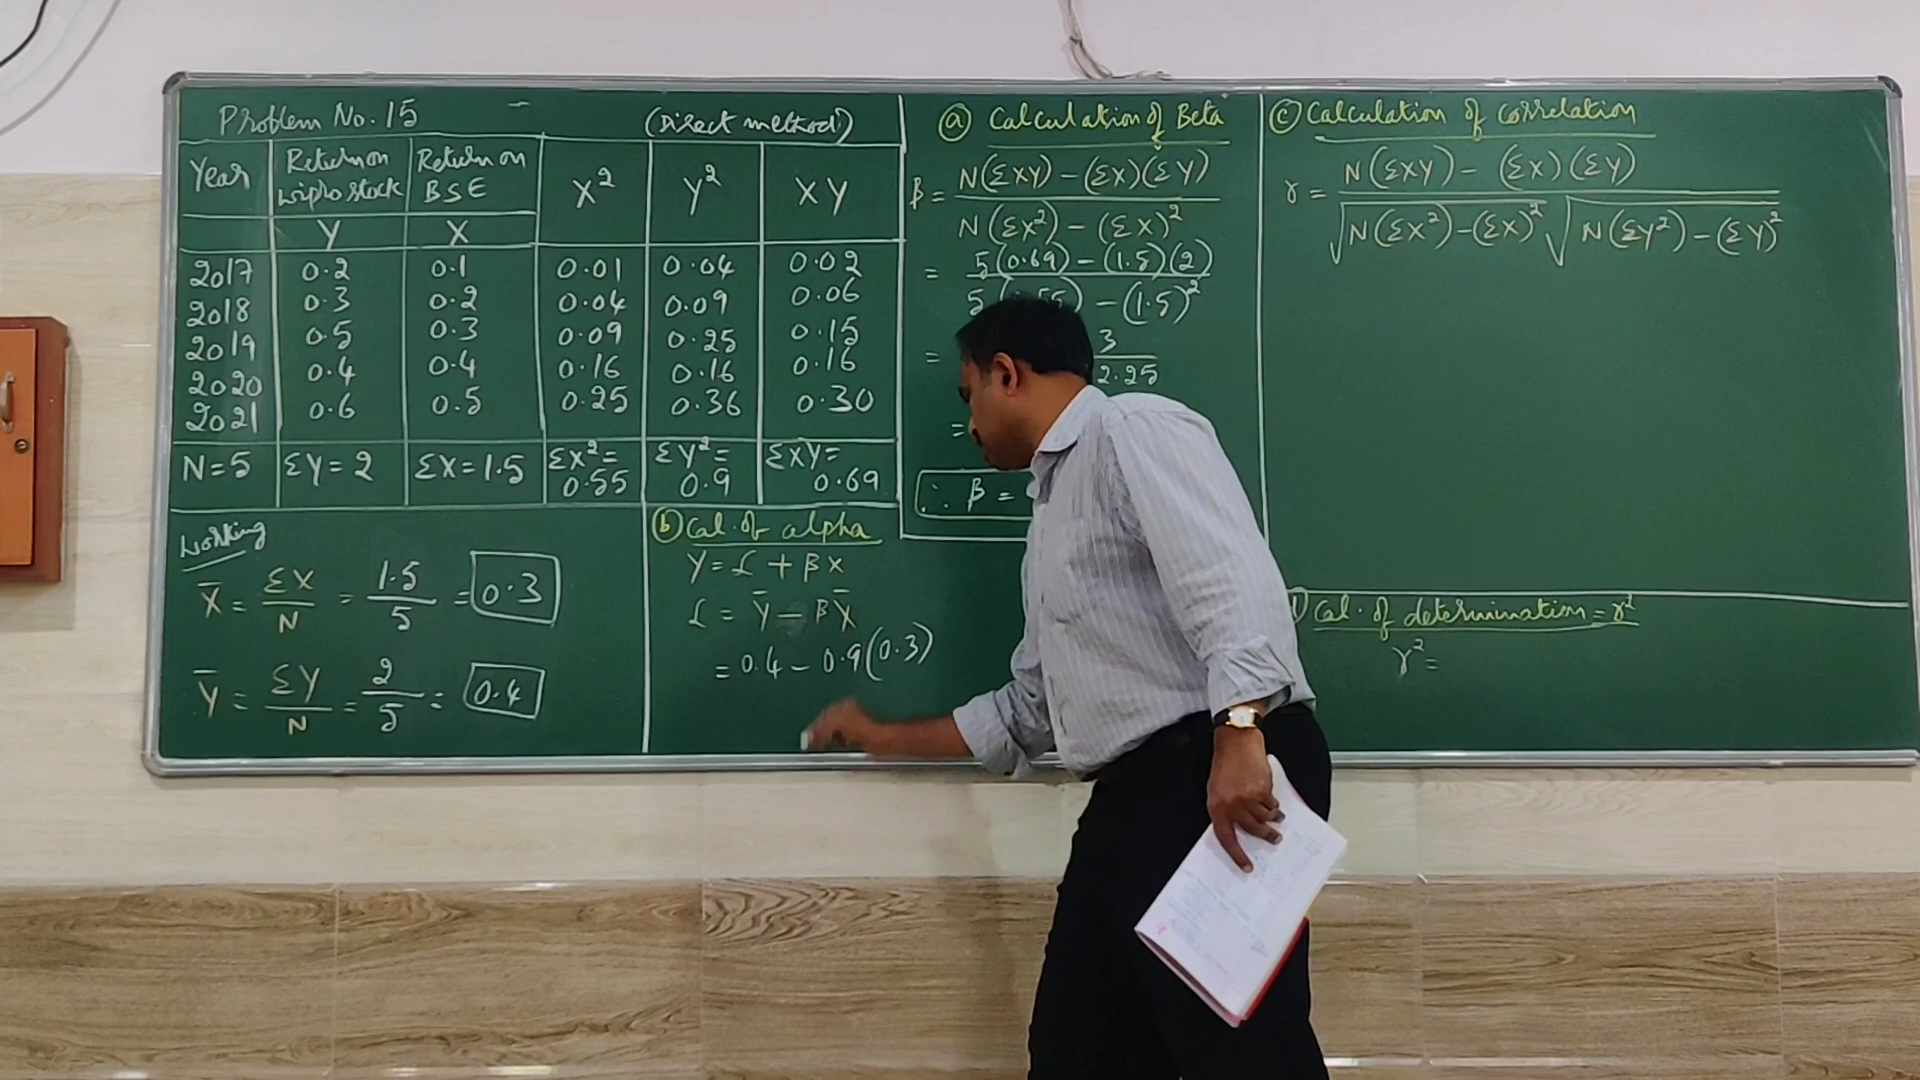 Problem No. 15 (Direct method)
Year Return on Wipro stock Return on BSE X² Y² XY
Y X
2017 0.2 0.1 0.01 0.04 0.02
2018 0.3 0.2 0.04 0.09 0.06
2019 0.5 0.3 0.09 0.25 0.15
2020 0.4 0.4 0.16 0.16 0.16
2021 0.6 0.5 0.25 0.36 0.30
N=5 ΣY=2 ΣX=1.5 ΣX²=0.55 ΣY²=0.9 ΣXY=0.69
Working
X̄ = ΣX/N = 1.5/5 = 0.3
Ȳ = ΣY/N = 2/5 = 0.4
(b) Cal. of alpha
Y = £ + βX
£ = Ȳ – βX̄
= 0.4 – 0.9(0.3)
(a) Calculation of Beta
β = N(ΣXY) – (ΣX)(ΣY)
N(ΣX²) – (ΣX)²
= 5(0.69) – (1.5)(2)
5 – (1.5)²
= 3
2.25
=
∴ β =
(c) Calculation of correlation
r = N(ΣXY) – (ΣX)(ΣY)
√N(ΣX²) – (ΣX)² √N(ΣY²) – (ΣY)²
Cal. of determination = r²
r² =